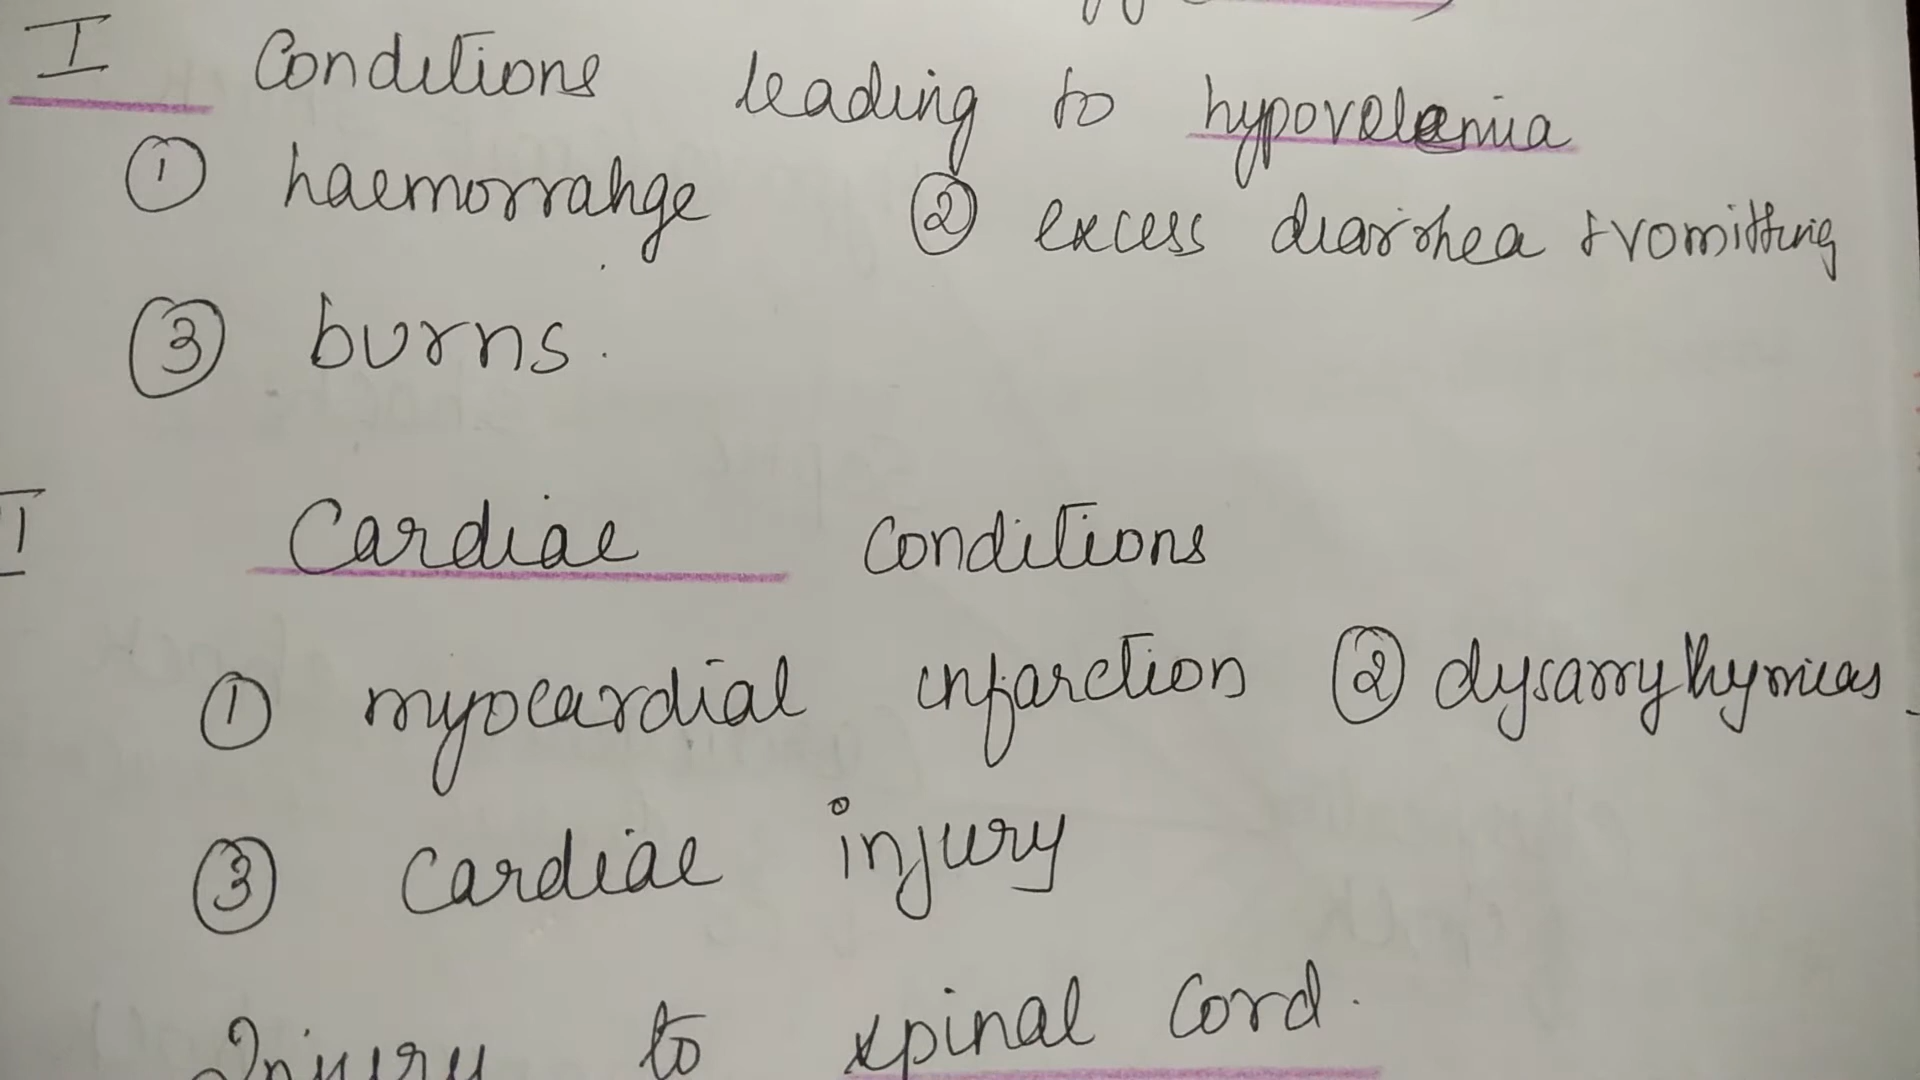 I Conditions leading to hypovolemia
① haemorrahge ② excess diarrhea & vomitting
③ burns.
I Cardiac conditions
① myocardial infarction ② dysarrythymias
③ cardiac injury
Injury to spinal cord.